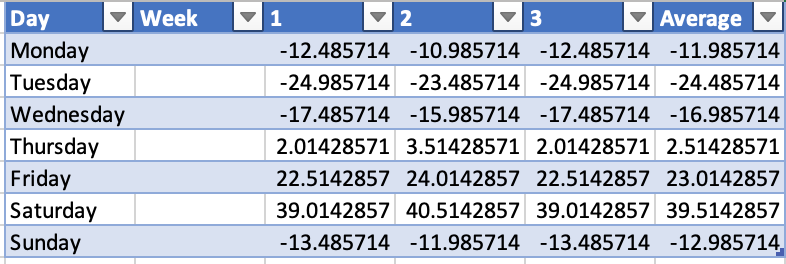 Day Week 1 2 3 Average
Monday -12.485714 -10.985714 -12.485714 -11.985714
Tuesday -24.985714 -23.485714 -24.985714 -24.485714
Wednesday -17.485714 -15.985714 -17.485714 -16.985714
Thursday 2.01428571 3.51428571 2.01428571 2.51428571
Friday 22.5142857 24.0142857 22.5142857 23.0142857
Saturday 39.0142857 40.5142857 39.0142857 39.5142857
Sunday -13.485714 -11.985714 -13.485714 -12.985714